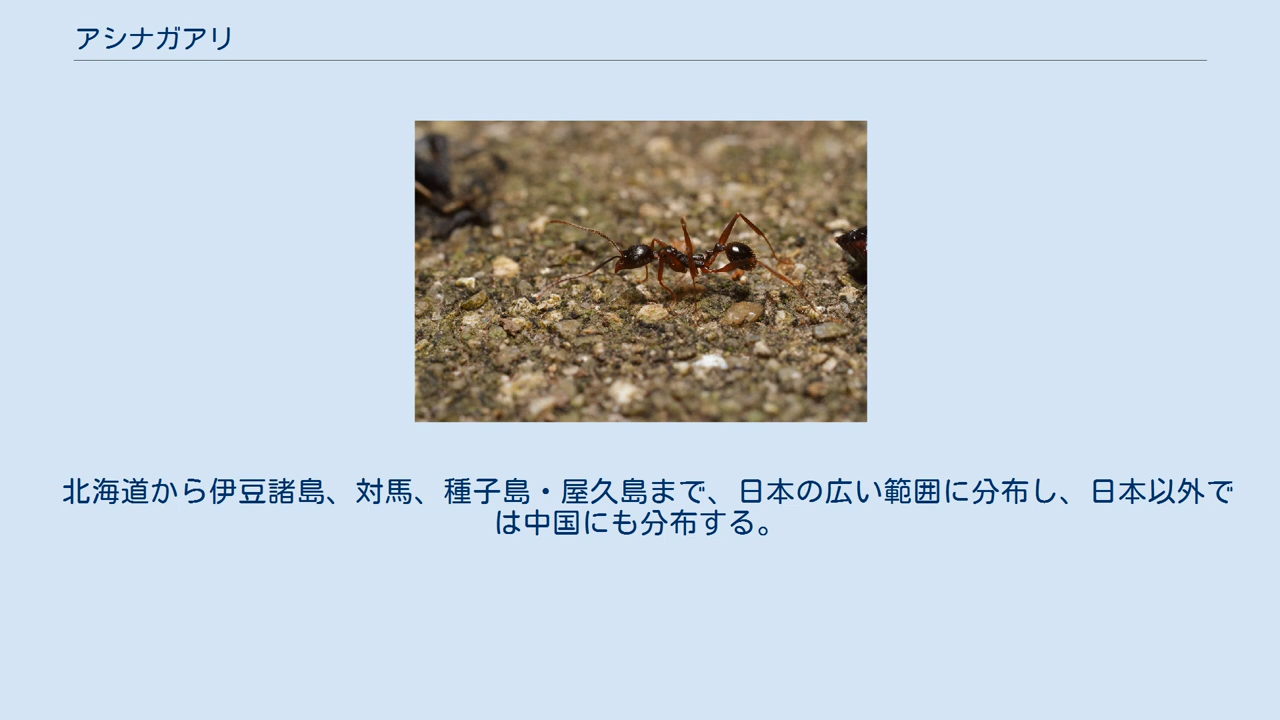 アシナガアリ
北海道から伊豆諸島、対馬、種子島・屋久島まで、日本の広い範囲に分布し、日本以外で
は中国にも分布する。